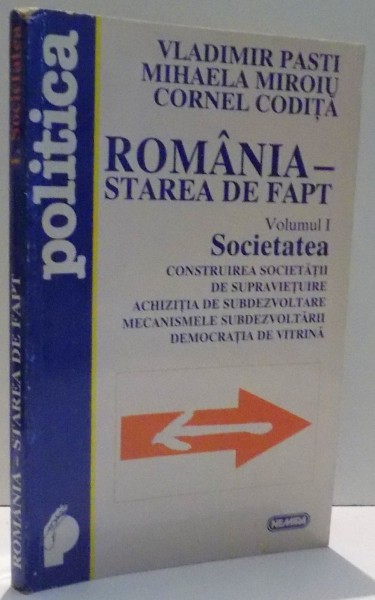 VLADIMIR PASTI
MIHAELA MIROIU
CORNEL CODIȚĂ
ROMÂNIA –
STAREA DE FAPT
Volumul I
Societatea
CONSTRUIREA SOCIETĂȚII
DE SUPRAVIEȚUIRE
ACHIZIȚIA DE SUBDEZVOLTARE
MECANISMELE SUBDEZVOLTĂRII
DEMOCRAȚIA DE VITRINĂ
NEMIRA
politica
ROMÂNIA – STAREA DE FAPT
I. Societatea